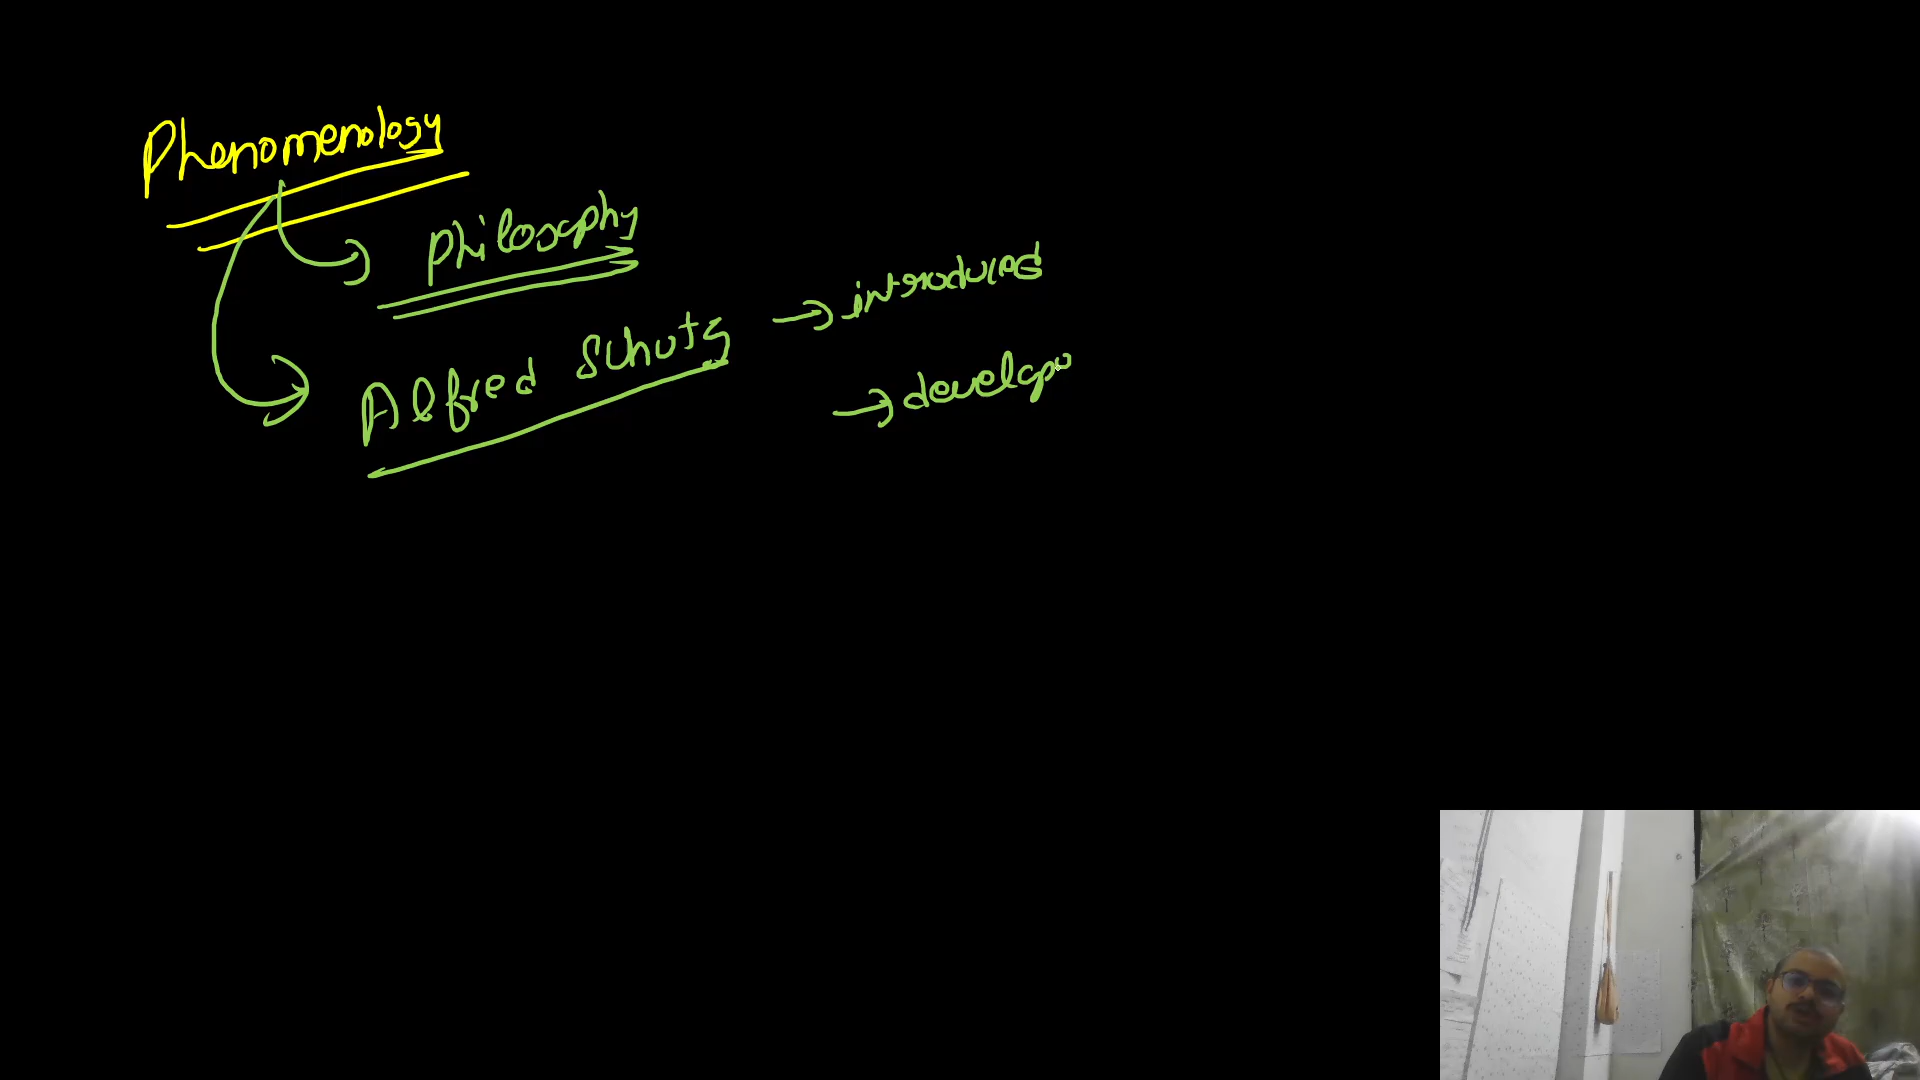 Phenomenology
Philosophy
Alfred Schutz
introduced
develop